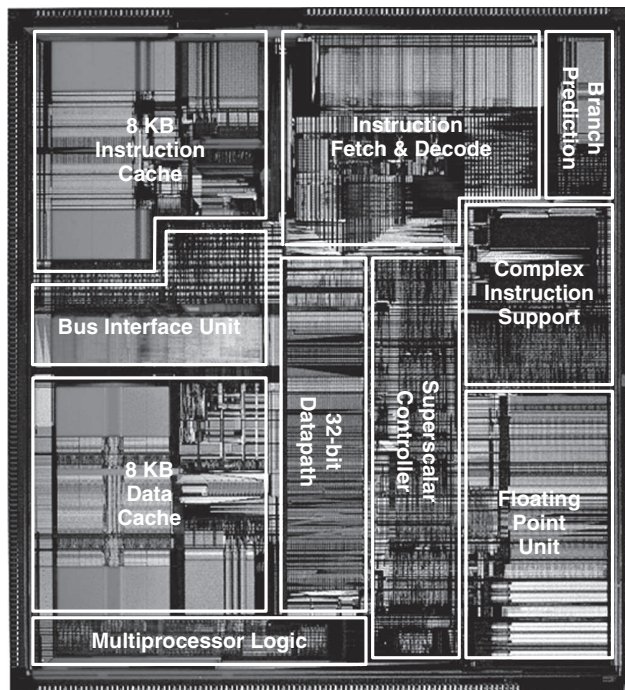 8 KB
Instruction
Cache
Instruction
Fetch & Decode
Branch
Prediction
Complex
Instruction
Support
Bus Interface Unit
8 KB
Data
Cache
32-bit
Datapath
Superscalar
Controller
Floating
Point
Unit
Multiprocessor Logic